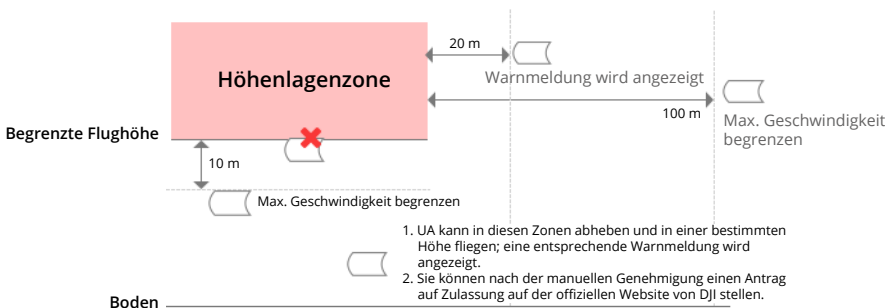 20 m
Höhenlagenzone
Warnmeldung wird angezeigt
100 m
Max. Geschwindigkeit
begrenzen
Begrenzte Flughöhe
10 m
Max. Geschwindigkeit begrenzen
1. UA kann in diesen Zonen abheben und in einer bestimmten
Höhe fliegen; eine entsprechende Warnmeldung wird
angezeigt.
2. Sie können nach der manuellen Genehmigung einen Antrag
auf Zulassung auf der offiziellen Website von DJI stellen.
Boden